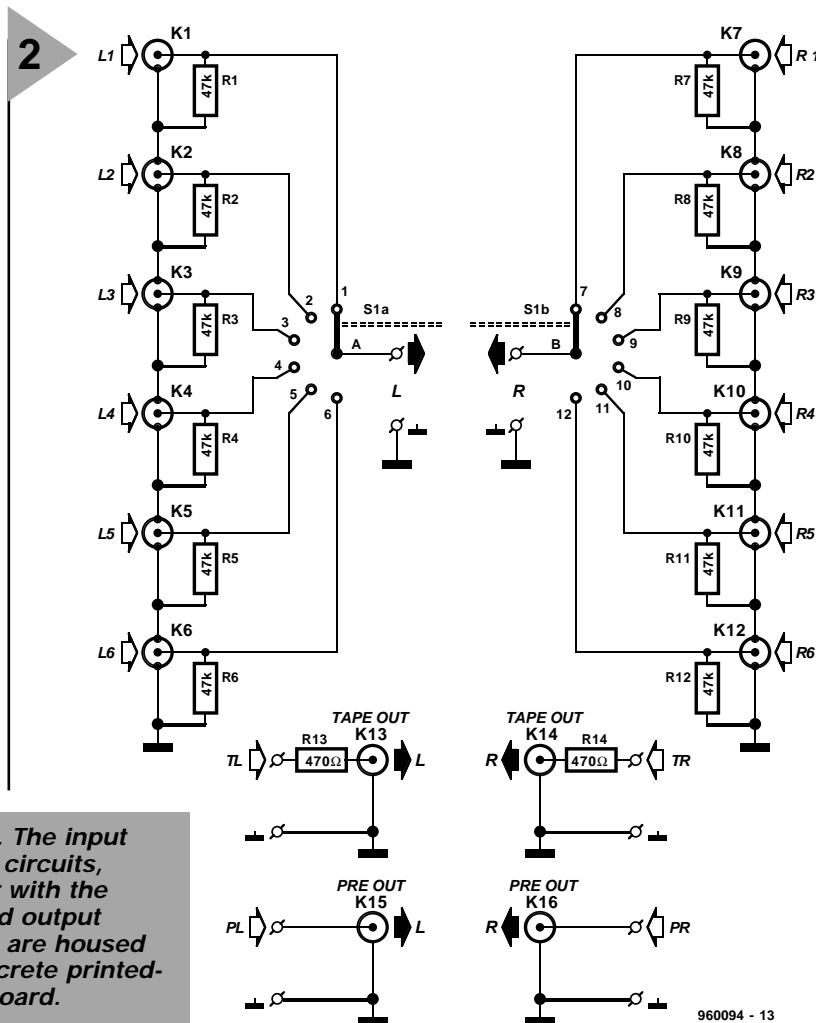 2
K1
L1
R1
47k
K2
L2
R2
47k
K3
L3
R3
47k
K4
L4
R4
47k
K5
L5
R5
47k
K6
L6
R6
47k
1
2
3
4
5
6
S1a
A
L
K7
R 1
R7
47k
K8
R2
R8
47k
K9
R3
R9
47k
K10
R4
R10
47k
K11
R5
R11
47k
K12
R6
R12
47k
7
8
9
10
11
12
S1b
B
R
TAPE OUT
K13
R13
TL
470Ω
L
TAPE OUT
K14
R14
R
470Ω
TR
PRE OUT
K15
PL
L
PRE OUT
K16
R
PR
. The input
circuits,
with the
d output
are housed
crete printed-
oard.
960094 - 13